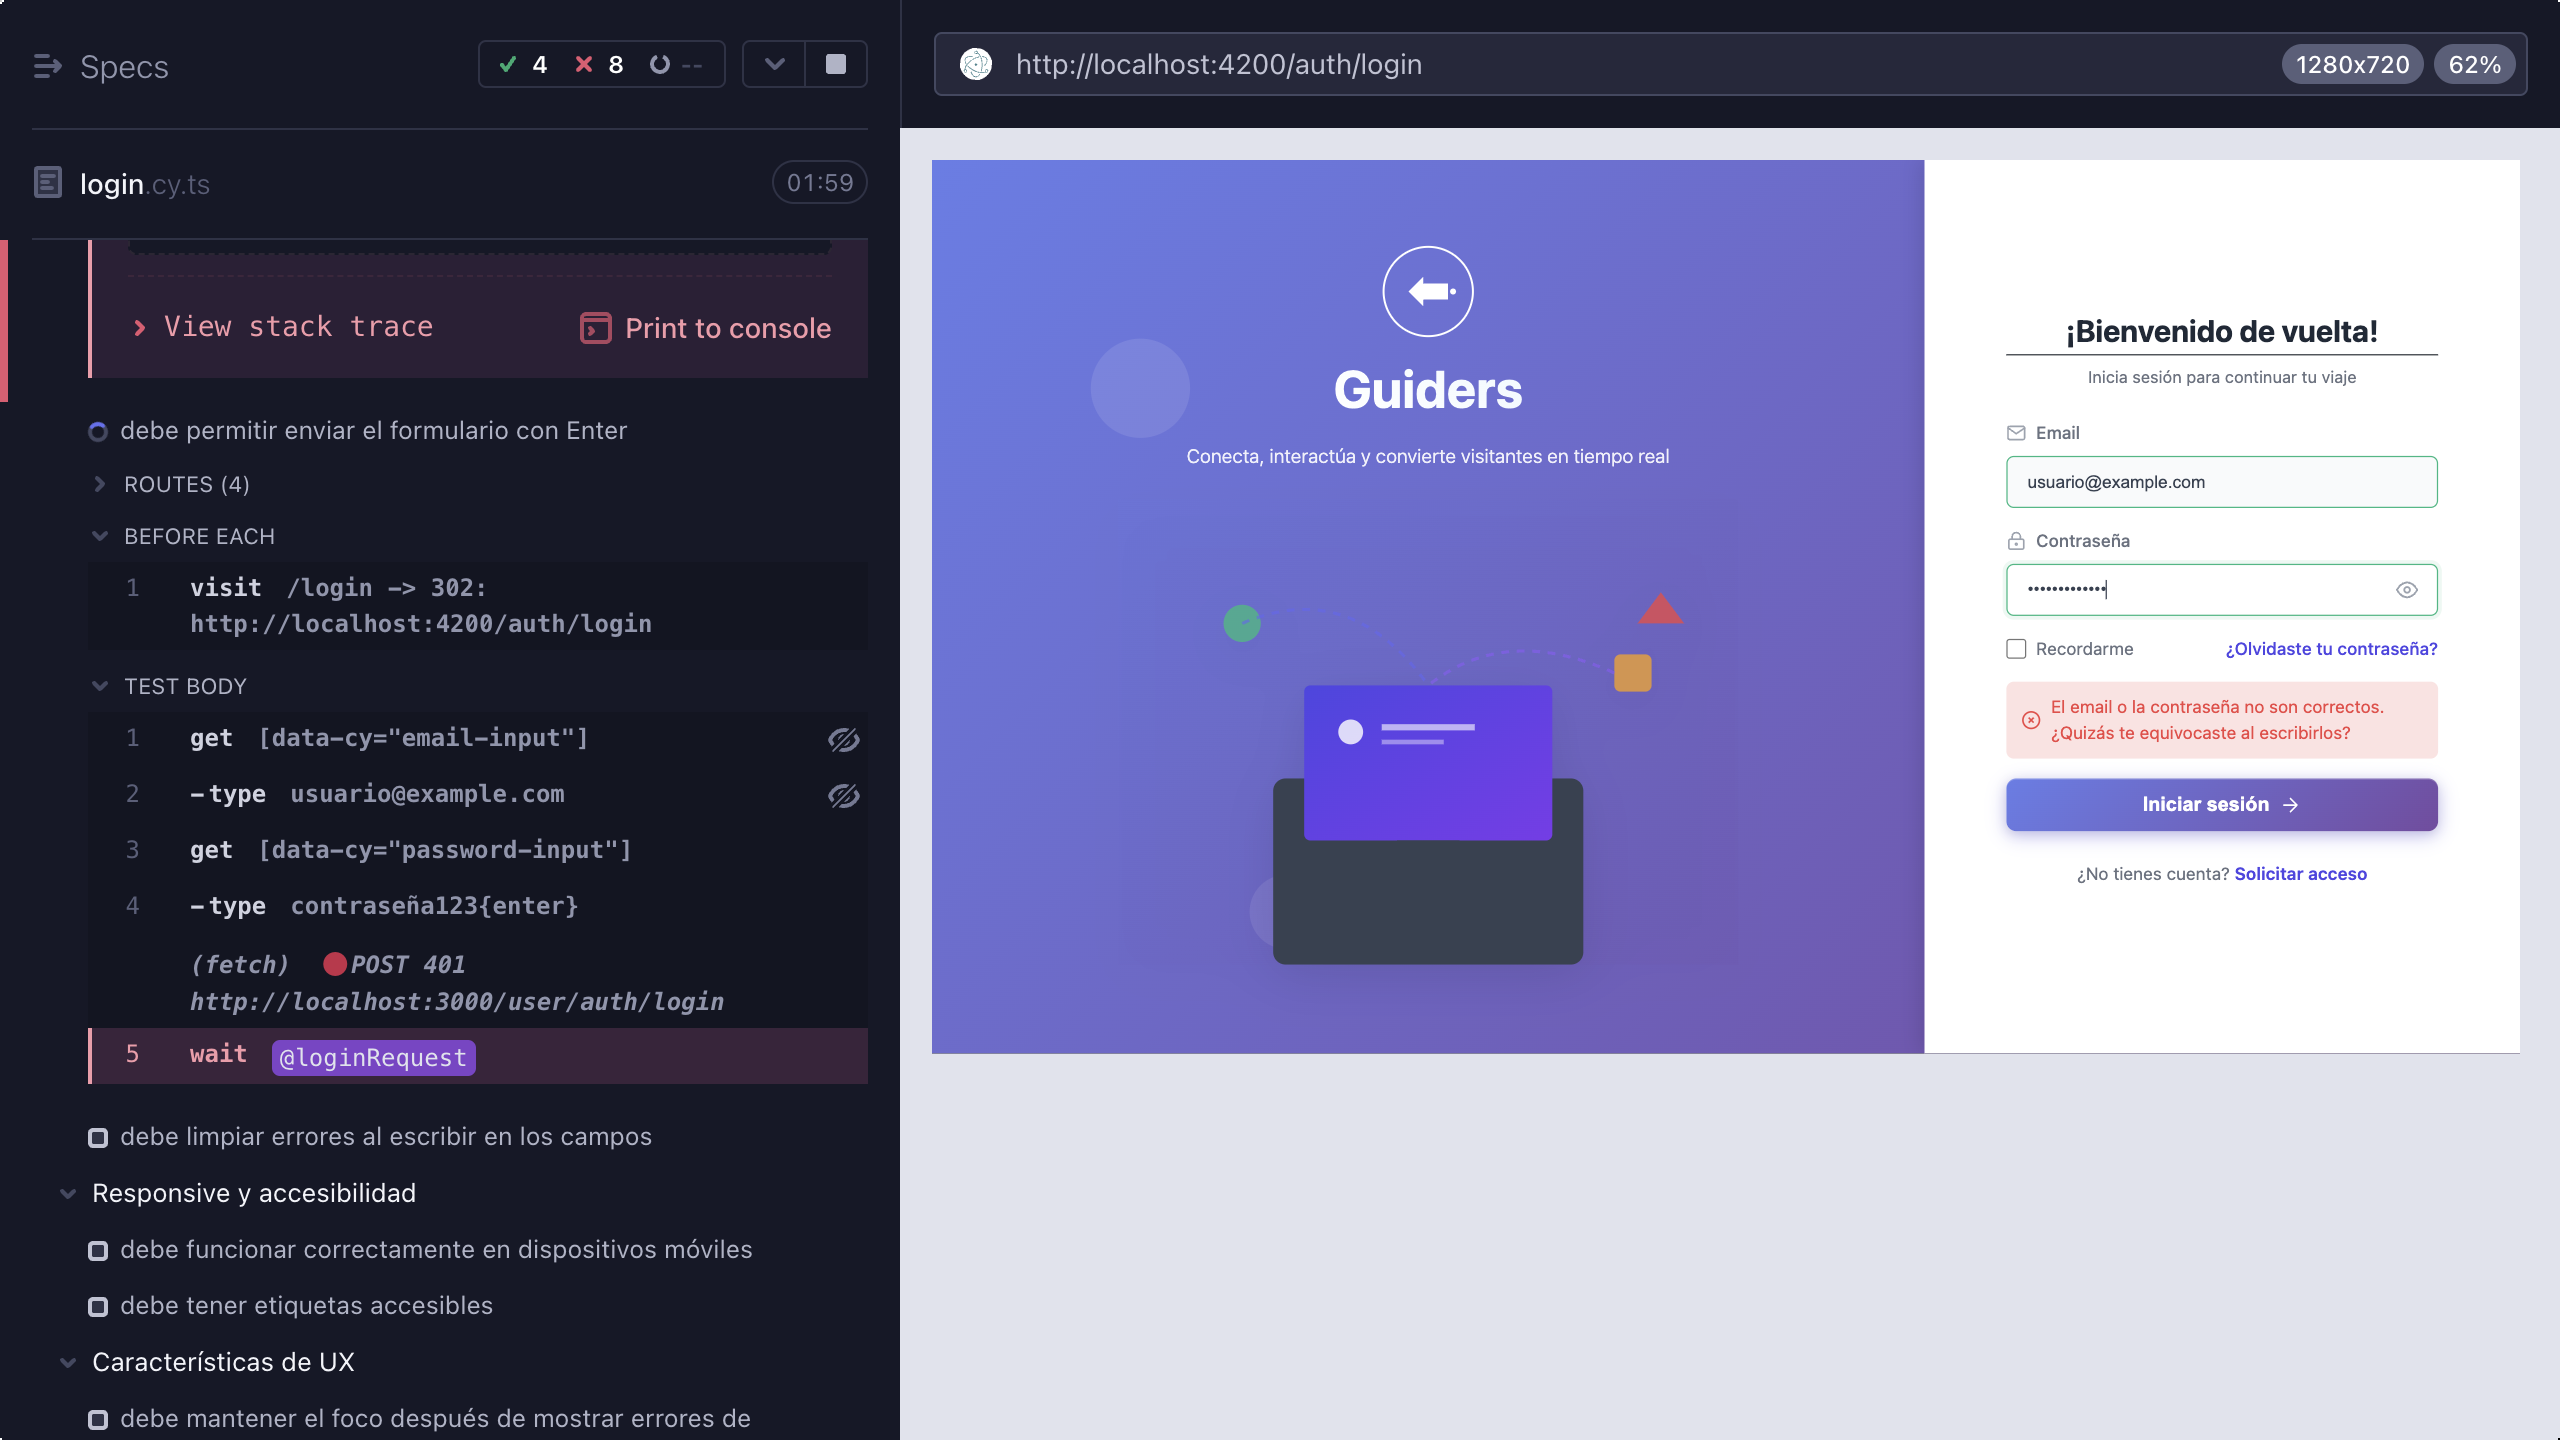 Specs
4
8
--
login.cy.ts
01:59
View stack trace
Print to console
debe permitir enviar el formulario con Enter
ROUTES (4)
BEFORE EACH
1 visit /login -> 302:
http://localhost:4200/auth/login
TEST BODY
1 get [data-cy="email-input"]
2 -type usuario@example.com
3 get [data-cy="password-input"]
4 -type contraseña123{enter}
(fetch) POST 401
http://localhost:3000/user/auth/login
5 wait @loginRequest
debe limpiar errores al escribir en los campos
Responsive y accesibilidad
debe funcionar correctamente en dispositivos móviles
debe tener etiquetas accesibles
Características de UX
debe mantener el foco después de mostrar errores de
http://localhost:4200/auth/login
1280x720
62%
Guiders
Conecta, interactúa y convierte visitantes en tiempo real
¡Bienvenido de vuelta!
Inicia sesión para continuar tu viaje
Email
usuario@example.com
Contraseña
•••••••••••••
Recordarme
¿Olvidaste tu contraseña?
El email o la contraseña no son correctos.
¿Quizás te equivocaste al escribirlos?
Iniciar sesión →
¿No tienes cuenta? Solicitar acceso